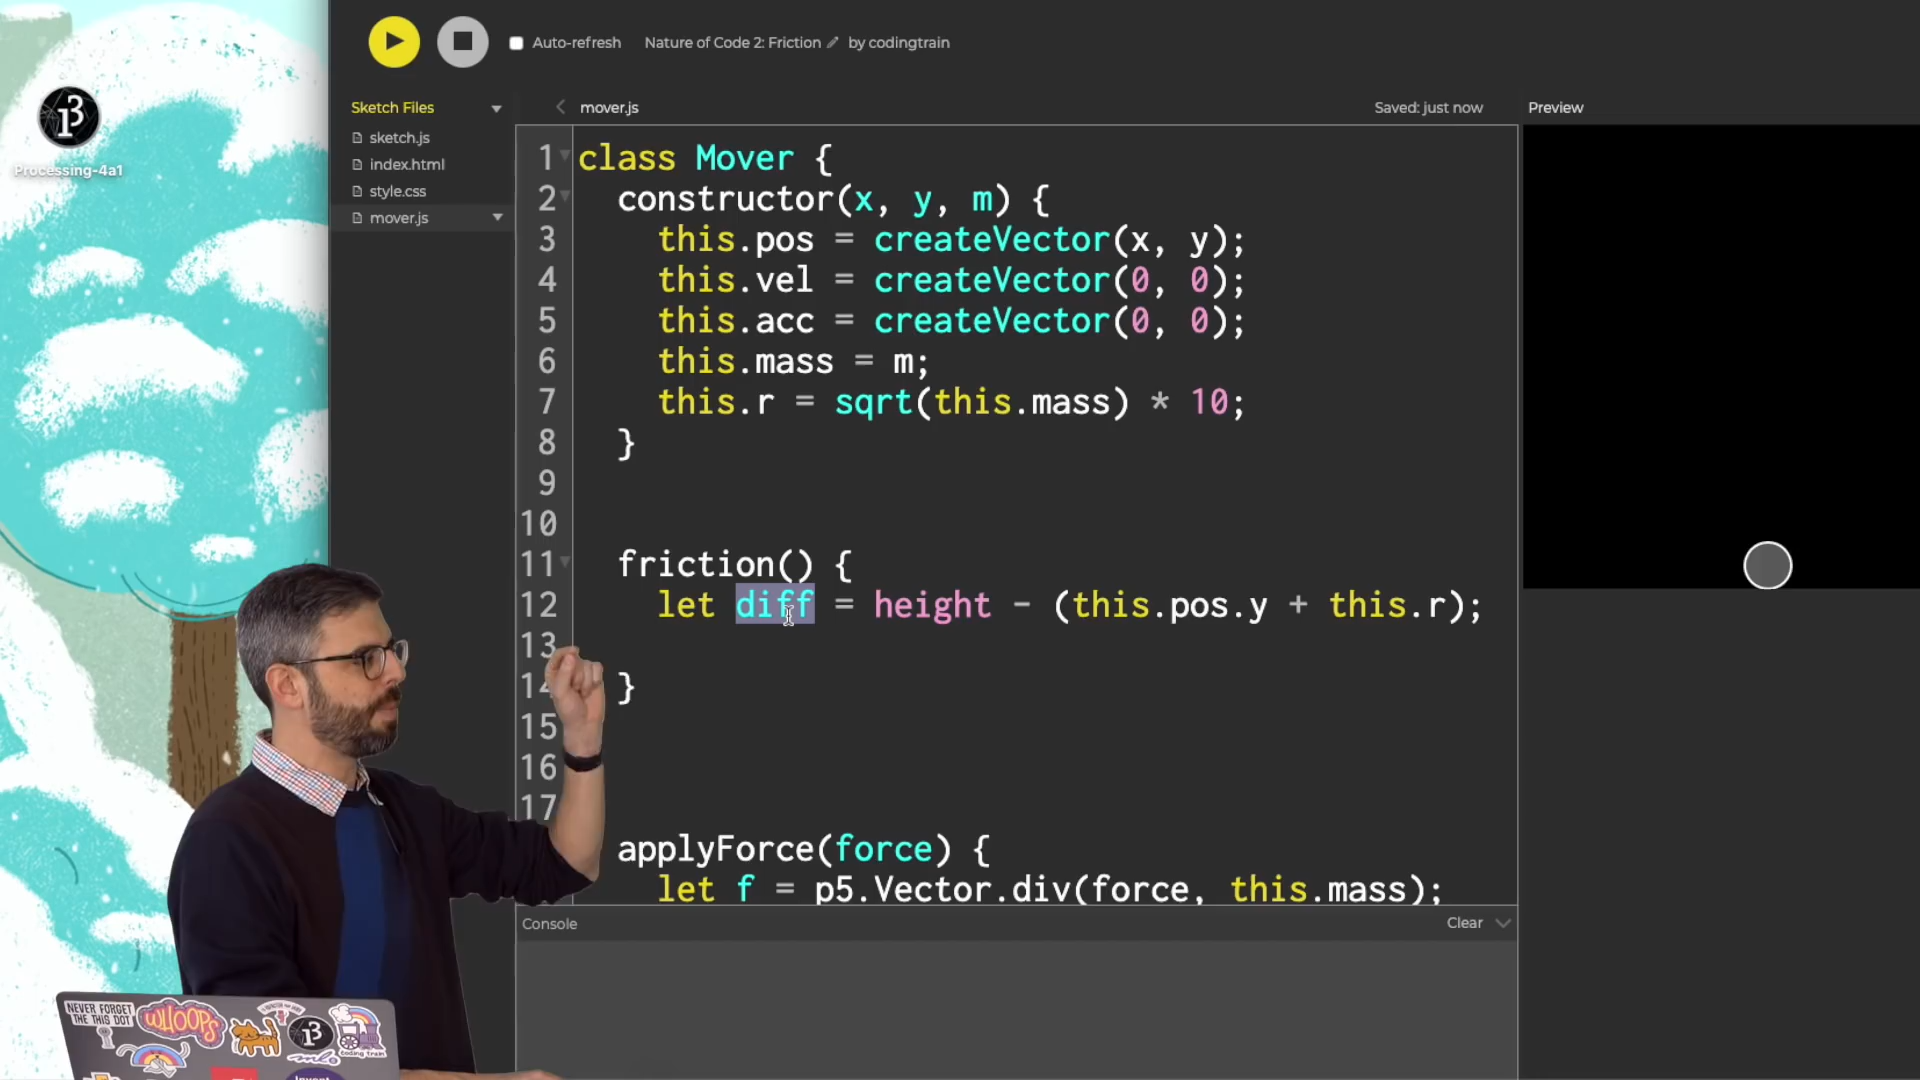 Auto-refresh
Nature of Code 2: Friction
by codingtrain
Processing-4a1
Sketch Files
sketch.js
index.html
style.css
mover.js
mover.js
Saved: just now
Preview
1 class Mover {
2 constructor(x, y, m) {
3 this.pos = createVector(x, y);
4 this.vel = createVector(0, 0);
5 this.acc = createVector(0, 0);
6 this.mass = m;
7 this.r = sqrt(this.mass) * 10;
8 }
9
10
11 friction() {
12 let diff = height - (this.pos.y + this.r);
13
14 }
15
16
17
applyForce(force) {
let f = p5.Vector.div(force, this.mass);
Console
Clear
NEVER FORGET
THE THIS DOT
WHOOPS
coding train